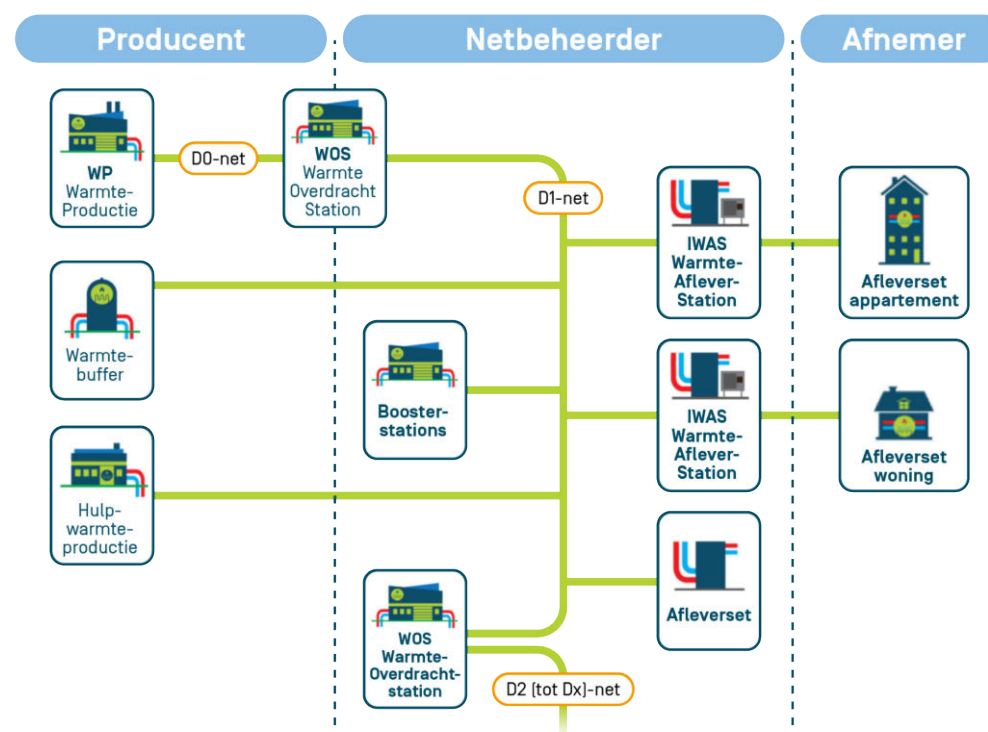 Producent
Netbeheerder
Afnemer
WP
Warmte-
Productie
D0-net
WOS
Warmte
Overdracht
Station
D1-net
IWAS
Warmte-
Aflever-
Station
Afleverset
appartement
Warmte-
buffer
Booster-
stations
IWAS
Warmte-
Aflever-
Station
Afleverset
woning
Hulp-
warmte-
productie
Afleverset
WOS
Warmte-
Overdracht-
station
D2 (tot Dx)-net